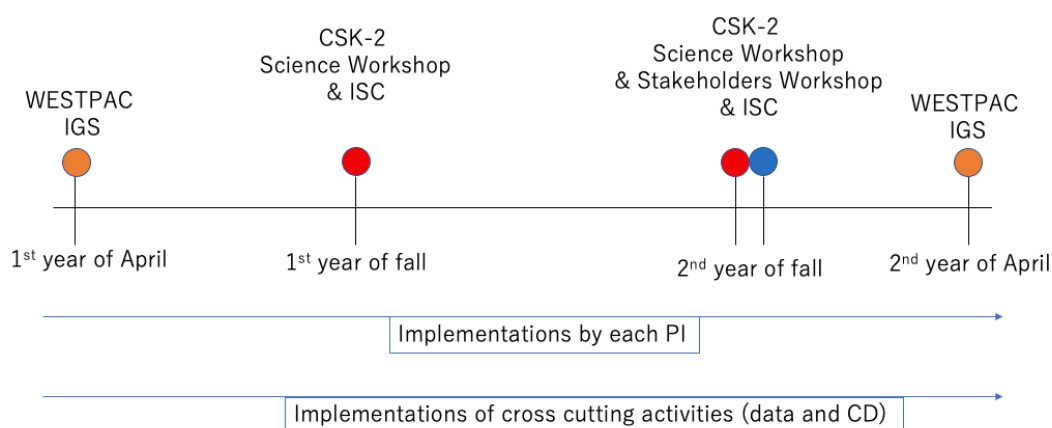 CSK-2
Science Workshop
& ISC
CSK-2
Science Workshop
& Stakeholders Workshop
& ISC
WESTPAC
IGS
WESTPAC
IGS
1st year of April
1st year of fall
2nd year of fall
2nd year of April
Implementations by each PI
Implementations of cross cutting activities (data and CD)